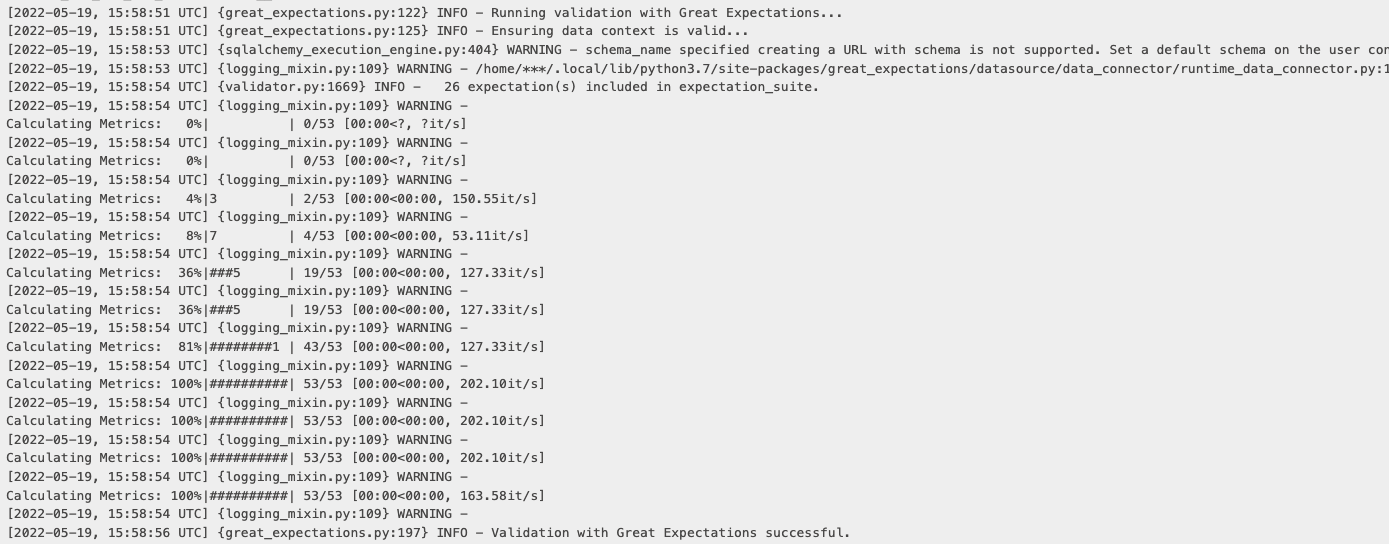 [2022-05-19, 15:58:51 UTC] {great_expectations.py:122} INFO - Running validation with Great Expectations...
[2022-05-19, 15:58:51 UTC] {great_expectations.py:125} INFO - Ensuring data context is valid...
[2022-05-19, 15:58:53 UTC] {sqlalchemy_execution_engine.py:404} WARNING - schema_name specified creating a URL with schema is not supported. Set a default schema on the user con
[2022-05-19, 15:58:53 UTC] {logging_mixin.py:109} WARNING - /home/***/.local/lib/python3.7/site-packages/great_expectations/datasource/data_connector/runtime_data_connector.py:1
[2022-05-19, 15:58:54 UTC] {validator.py:1669} INFO -   26 expectation(s) included in expectation_suite.
[2022-05-19, 15:58:54 UTC] {logging_mixin.py:109} WARNING -
Calculating Metrics:   0%|          | 0/53 [00:00<?, ?it/s]
[2022-05-19, 15:58:54 UTC] {logging_mixin.py:109} WARNING -
Calculating Metrics:   0%|          | 0/53 [00:00<?, ?it/s]
[2022-05-19, 15:58:54 UTC] {logging_mixin.py:109} WARNING -
Calculating Metrics:   4%|3         | 2/53 [00:00<00:00, 150.55it/s]
[2022-05-19, 15:58:54 UTC] {logging_mixin.py:109} WARNING -
Calculating Metrics:   8%|7         | 4/53 [00:00<00:00, 53.11it/s]
[2022-05-19, 15:58:54 UTC] {logging_mixin.py:109} WARNING -
Calculating Metrics:  36%|###5      | 19/53 [00:00<00:00, 127.33it/s]
[2022-05-19, 15:58:54 UTC] {logging_mixin.py:109} WARNING -
Calculating Metrics:  36%|###5      | 19/53 [00:00<00:00, 127.33it/s]
[2022-05-19, 15:58:54 UTC] {logging_mixin.py:109} WARNING -
Calculating Metrics:  81%|########1 | 43/53 [00:00<00:00, 127.33it/s]
[2022-05-19, 15:58:54 UTC] {logging_mixin.py:109} WARNING -
Calculating Metrics: 100%|##########| 53/53 [00:00<00:00, 202.10it/s]
[2022-05-19, 15:58:54 UTC] {logging_mixin.py:109} WARNING -
Calculating Metrics: 100%|##########| 53/53 [00:00<00:00, 202.10it/s]
[2022-05-19, 15:58:54 UTC] {logging_mixin.py:109} WARNING -
Calculating Metrics: 100%|##########| 53/53 [00:00<00:00, 202.10it/s]
[2022-05-19, 15:58:54 UTC] {logging_mixin.py:109} WARNING -
Calculating Metrics: 100%|##########| 53/53 [00:00<00:00, 163.58it/s]
[2022-05-19, 15:58:54 UTC] {logging_mixin.py:109} WARNING -
[2022-05-19, 15:58:56 UTC] {great_expectations.py:197} INFO - Validation with Great Expectations successful.